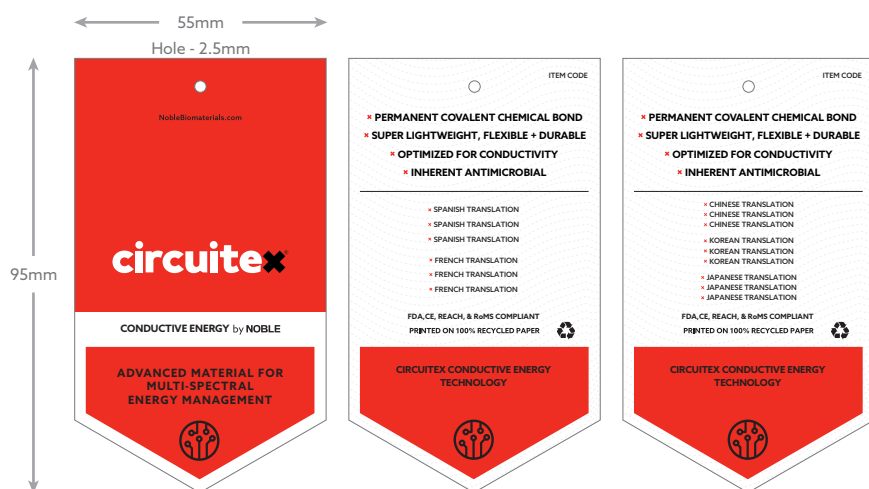 55mm
Hole - 2.5mm
95mm
NobleBiomaterials.com
circuitex®
CONDUCTIVE ENERGY by NOBLE
ADVANCED MATERIAL FOR
MULTI-SPECTRAL
ENERGY MANAGEMENT
ITEM CODE
× PERMANENT COVALENT CHEMICAL BOND
× SUPER LIGHTWEIGHT, FLEXIBLE + DURABLE
× OPTIMIZED FOR CONDUCTIVITY
× INHERENT ANTIMICROBIAL
× SPANISH TRANSLATION
× SPANISH TRANSLATION
× SPANISH TRANSLATION
× FRENCH TRANSLATION
× FRENCH TRANSLATION
× FRENCH TRANSLATION
FDA,CE, REACH, & RoMS COMPLIANT
PRINTED ON 100% RECYCLED PAPER
CIRCUITEX CONDUCTIVE ENERGY
TECHNOLOGY
ITEM CODE
× PERMANENT COVALENT CHEMICAL BOND
× SUPER LIGHTWEIGHT, FLEXIBLE + DURABLE
× OPTIMIZED FOR CONDUCTIVITY
× INHERENT ANTIMICROBIAL
× CHINESE TRANSLATION
× CHINESE TRANSLATION
× CHINESE TRANSLATION
× KOREAN TRANSLATION
× KOREAN TRANSLATION
× KOREAN TRANSLATION
× JAPANESE TRANSLATION
× JAPANESE TRANSLATION
× JAPANESE TRANSLATION
FDA,CE, REACH, & RoMS COMPLIANT
PRINTED ON 100% RECYCLED PAPER
CIRCUITEX CONDUCTIVE ENERGY
TECHNOLOGY